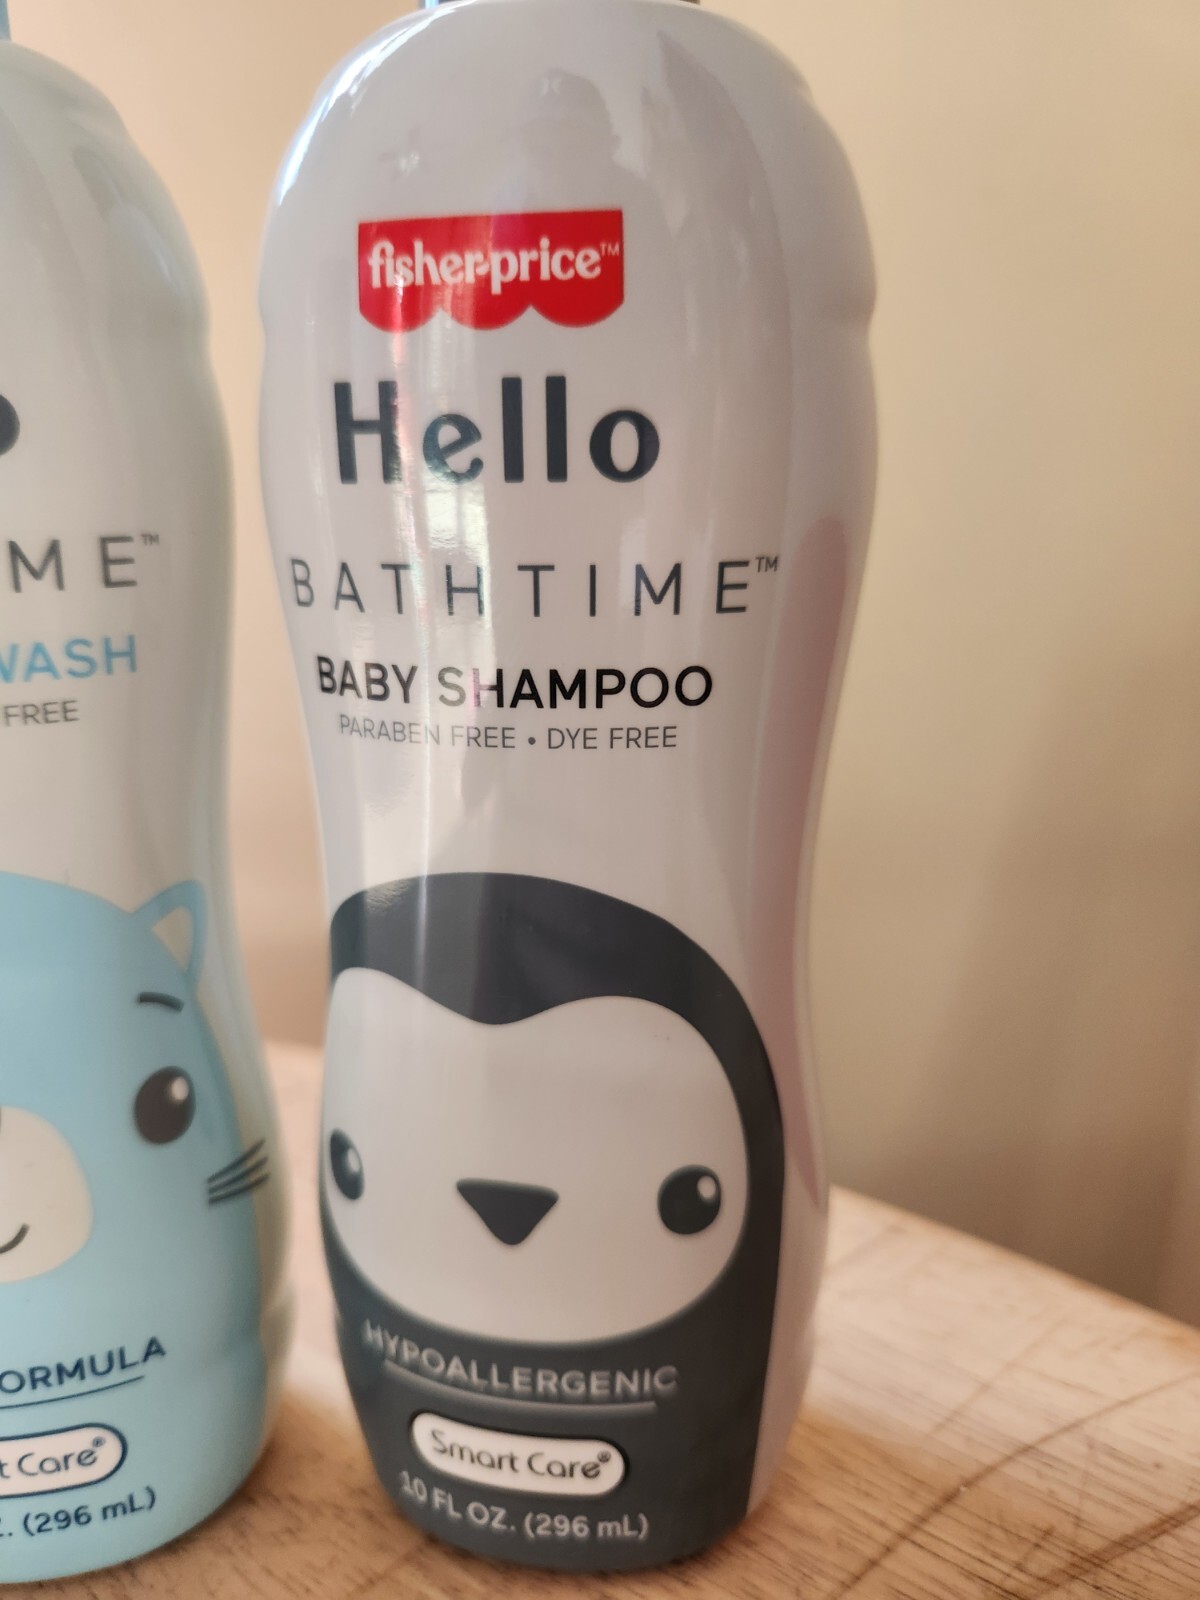 IME™
WASH
FREE
ORMULA
t Care®
Z. (296 mL)
fisher-price™
Hello
BATHTIME™
BABY SHAMPOO
PARABEN FREE • DYE FREE
HYPOALLERGENIC
Smart Care®
10 FL OZ. (296 mL)